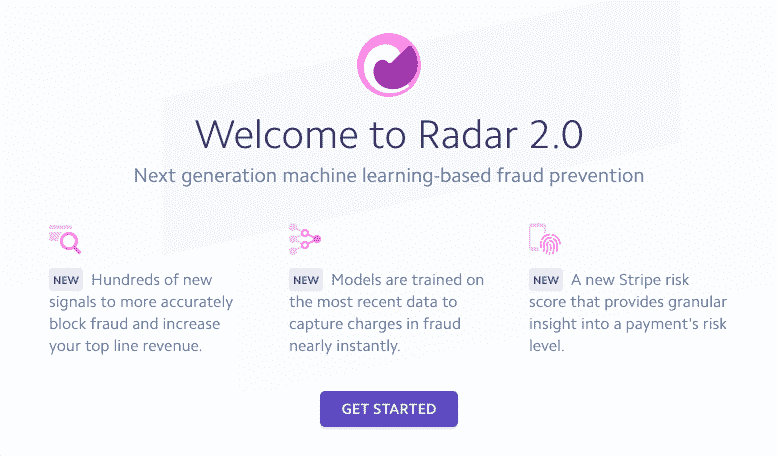 Welcome to Radar 2.0
Next generation machine learning-based fraud prevention
NEW Hundreds of new
signals to more accurately
block fraud and increase
your top line revenue.
NEW Models are trained on
the most recent data to
capture charges in fraud
nearly instantly.
NEW A new Stripe risk
score that provides granular
insight into a payment's risk
level.
GET STARTED